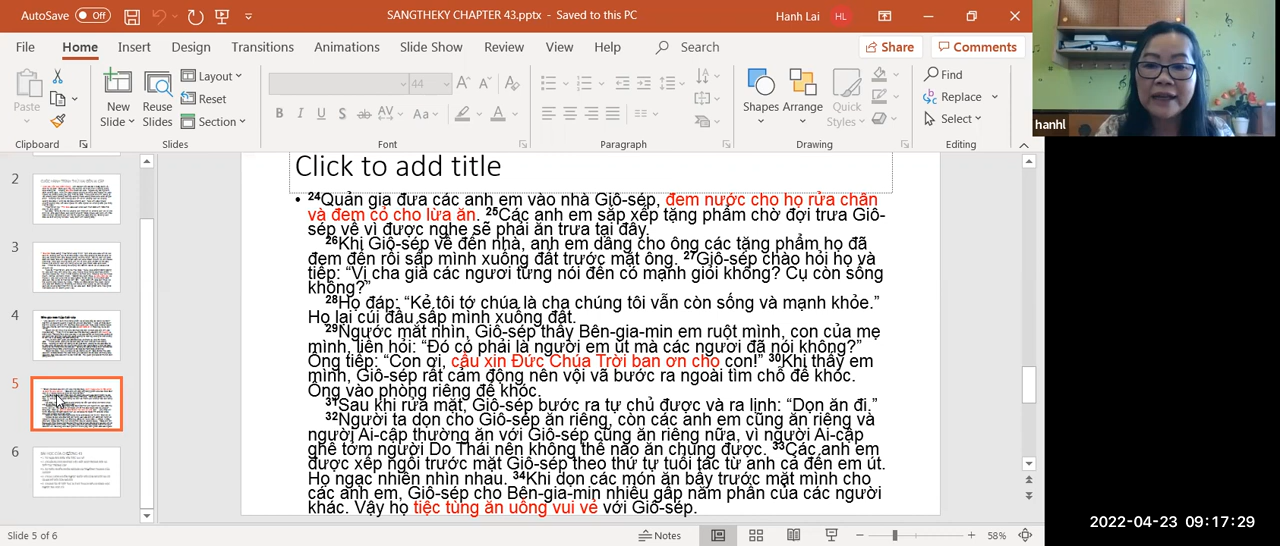 AutoSave Off SANGTHEKY CHAPTER 43.pptx - Saved to this PC Hanh Lai HL
File Home Insert Design Transitions Animations Slide Show Review View Help Search Share Comments
Paste
Clipboard
New Slide
Reuse Slides
Layout
Reset
Section
Slides
44
B I U S ab AV Aa
Font
Paragraph
Shapes Arrange Quick Styles
Drawing
Find
Replace
Select
Editing
hanhl
2
3
4
5
6
Click to add title
• 24Quản gia đưa các anh em vào nhà Giô-sép, đem nước cho họ rửa chân
và đem cỏ cho lừa ăn. 25Các anh em sắp xếp tặng phẩm chờ đợi trưa Giô-
sép về vì được nghe sẽ phải ăn trưa tại đây.
26Khi Giô-sép về đến nhà, anh em dâng cho ông các tặng phẩm họ đã
đem đến rồi sấp mình xuống đất trước mặt ông. 27Giô-sép chào hỏi họ và
tiếp: “Vị cha già các ngươi từng nói đến có mạnh giỏi không? Cụ còn sống
không?”
28Họ đáp: “Kẻ tôi tớ chúa là cha chúng tôi vẫn còn sống và mạnh khỏe.”
Họ lại cúi đầu sấp mình xuống đất.
29Ngước mắt nhìn, Giô-sép thấy Bên-gia-min em ruột mình, con của mẹ
mình, liền hỏi: “Đó có phải là người em út mà các ngươi đã nói không?”
Ông tiếp: “Con ơi, cầu xin Đức Chúa Trời ban ơn cho con!” 30Khi thấy em
mình, Giô-sép rất cảm động nên vội vã bước ra ngoài tìm chỗ để khóc.
Ông vào phòng riêng để khóc.
31Sau khi rửa mặt, Giô-sép bước ra tự chủ được và ra lịnh: “Dọn ăn đi.”
32Người ta dọn cho Giô-sép ăn riêng, còn các anh em cũng ăn riêng và
người Ai-cập thường ăn với Giô-sép cũng ăn riêng nữa, vì người Ai-cập
ghê tởm người Do Thái nên không thể nào ăn chung được. 33Các anh em
được xếp ngồi trước mặt Giô-sép theo thứ tự tuổi tác từ anh cả đến em út.
Họ ngạc nhiên nhìn nhau. 34Khi dọn các món ăn bầy trước mặt mình cho
các anh em, Giô-sép cho Bên-gia-min nhiều gấp năm phần của các người
khác. Vậy họ tiệc tùng ăn uống vui vẻ với Giô-sép.
2022-04-23 09:17:29
Slide 5 of 6 Notes 58%